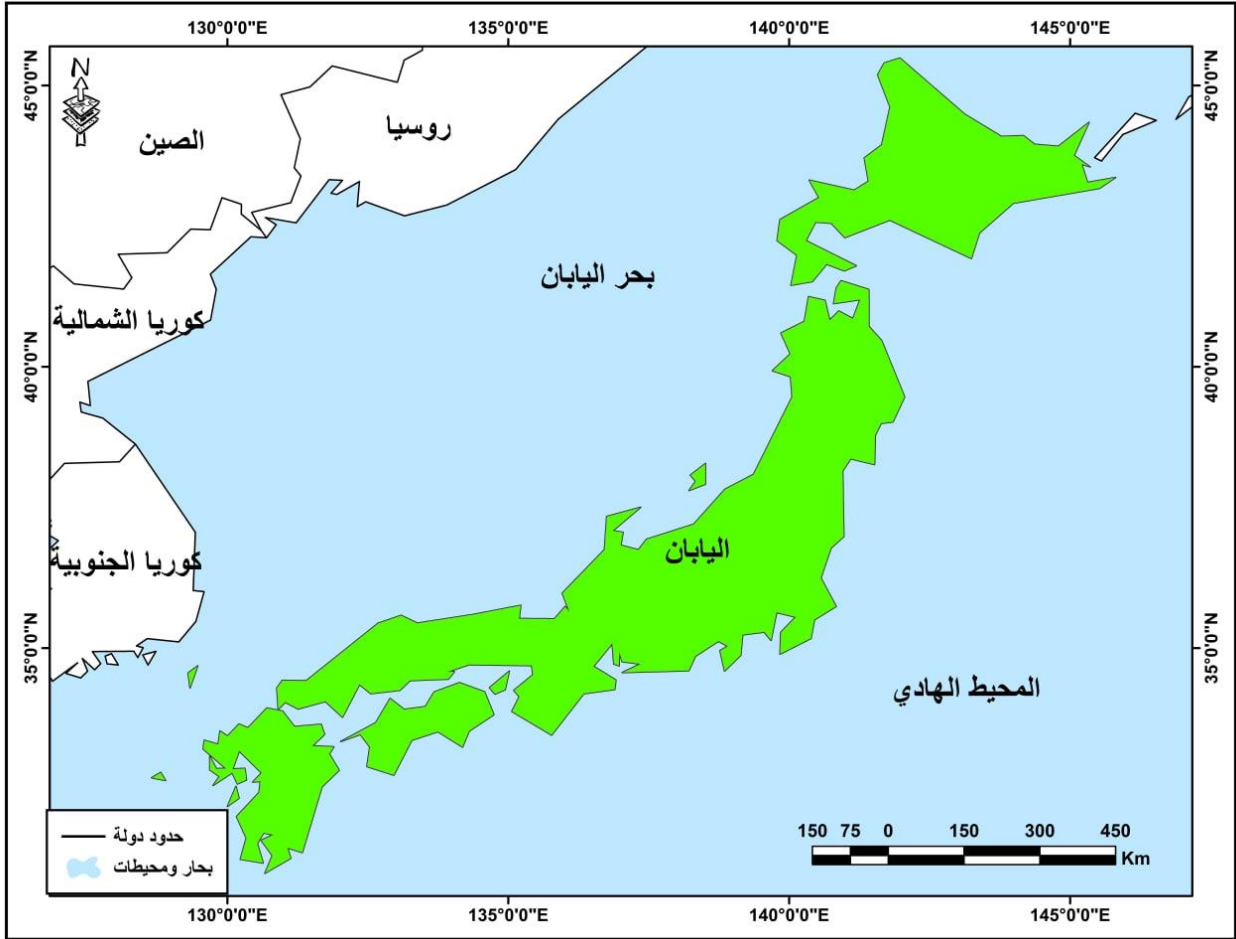 130°0'0"E
135°0'0"E
140°0'0"E
145°0'0"E
45°0'0"N
45°0'0"N
N
روسيا
الصين
بحر اليابان
كوريا الشمالية
40°0'0"N
40°0'0"N
كوريا الجنوبية
اليابان
35°0'0"N
35°0'0"N
المحيط الهادي
حدود دولة
بحار ومحيطات
150 75 0 150 300 450
Km
130°0'0"E
135°0'0"E
140°0'0"E
145°0'0"E